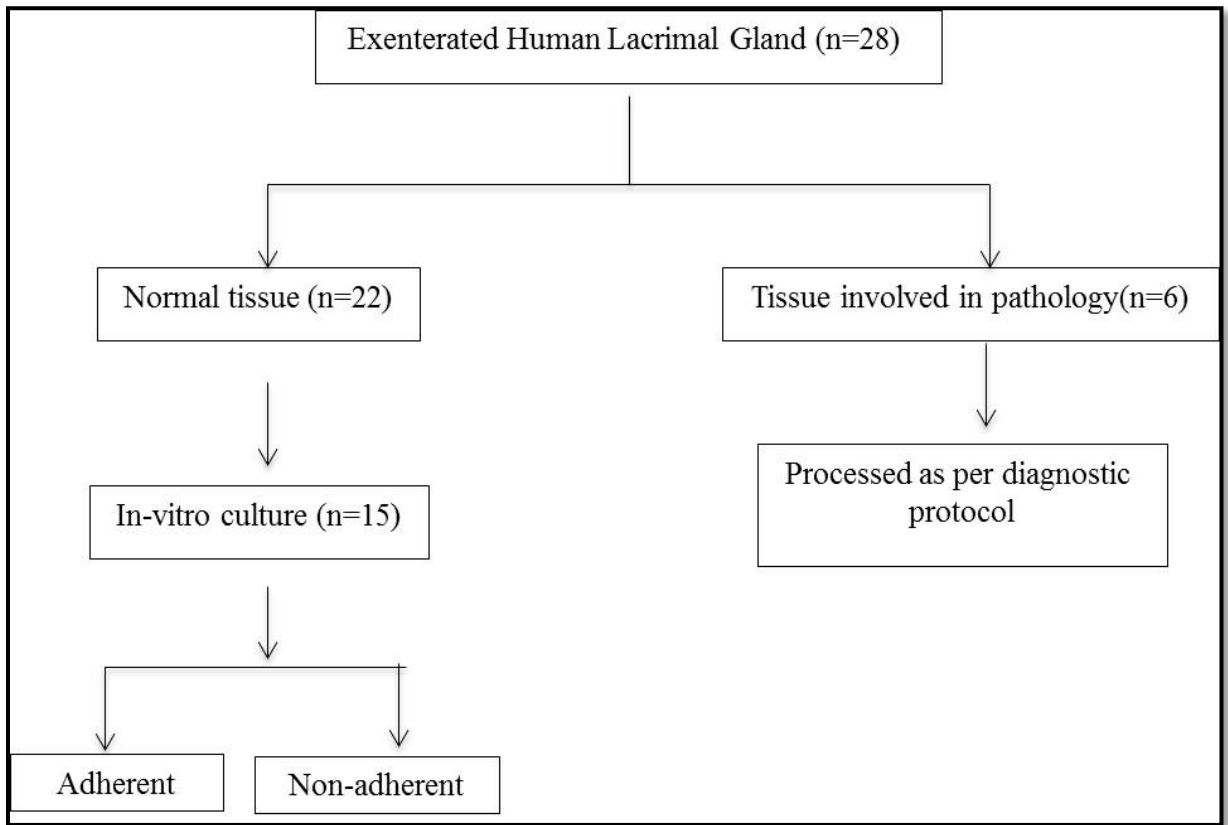 Exenterated Human Lacrimal Gland (n=28)
Normal tissue (n=22)
Tissue involved in pathology(n=6)
In-vitro culture (n=15)
Processed as per diagnostic
protocol
Adherent
Non-adherent